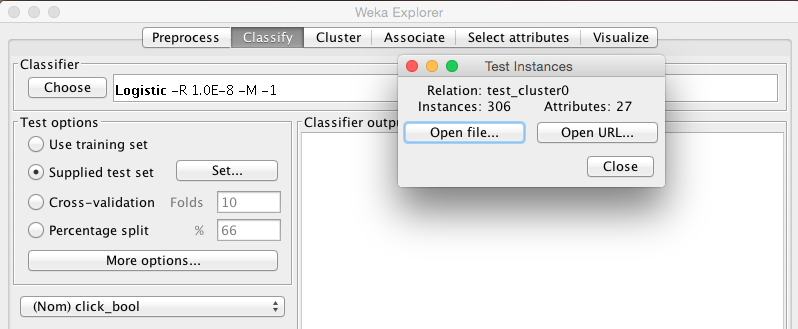 Weka Explorer
Preprocess Classify Cluster Associate Select attributes Visualize
Classifier
Choose Logistic -R 1.0E-8 -M -1
Test options
Use training set
Supplied test set Set...
Cross-validation Folds 10
Percentage split % 66
More options...
(Nom) click_bool
Classifier outpu
Test Instances
Relation: test_cluster0
Instances: 306 Attributes: 27
Open file... Open URL...
Close